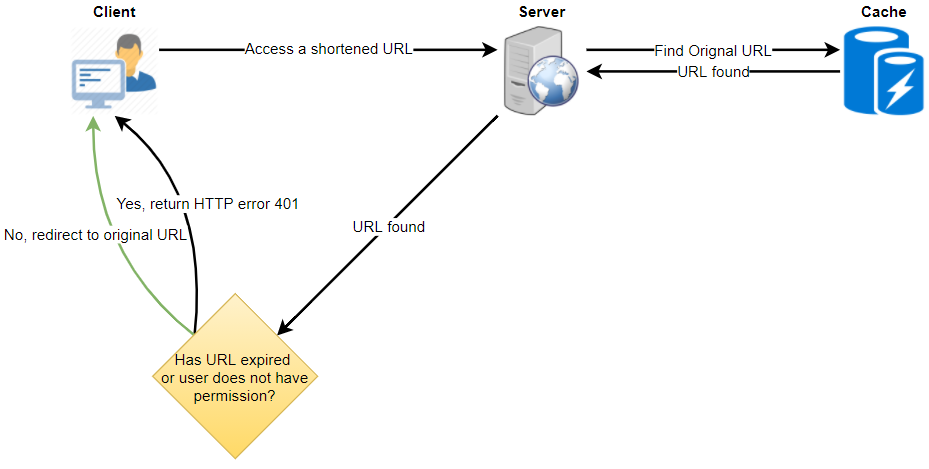 Client
Server
Cache
Access a shortened URL
Find Orignal URL
URL found
Yes, return HTTP error 401
No, redirect to original URL
URL found
Has URL expired
or user does not have
permission?